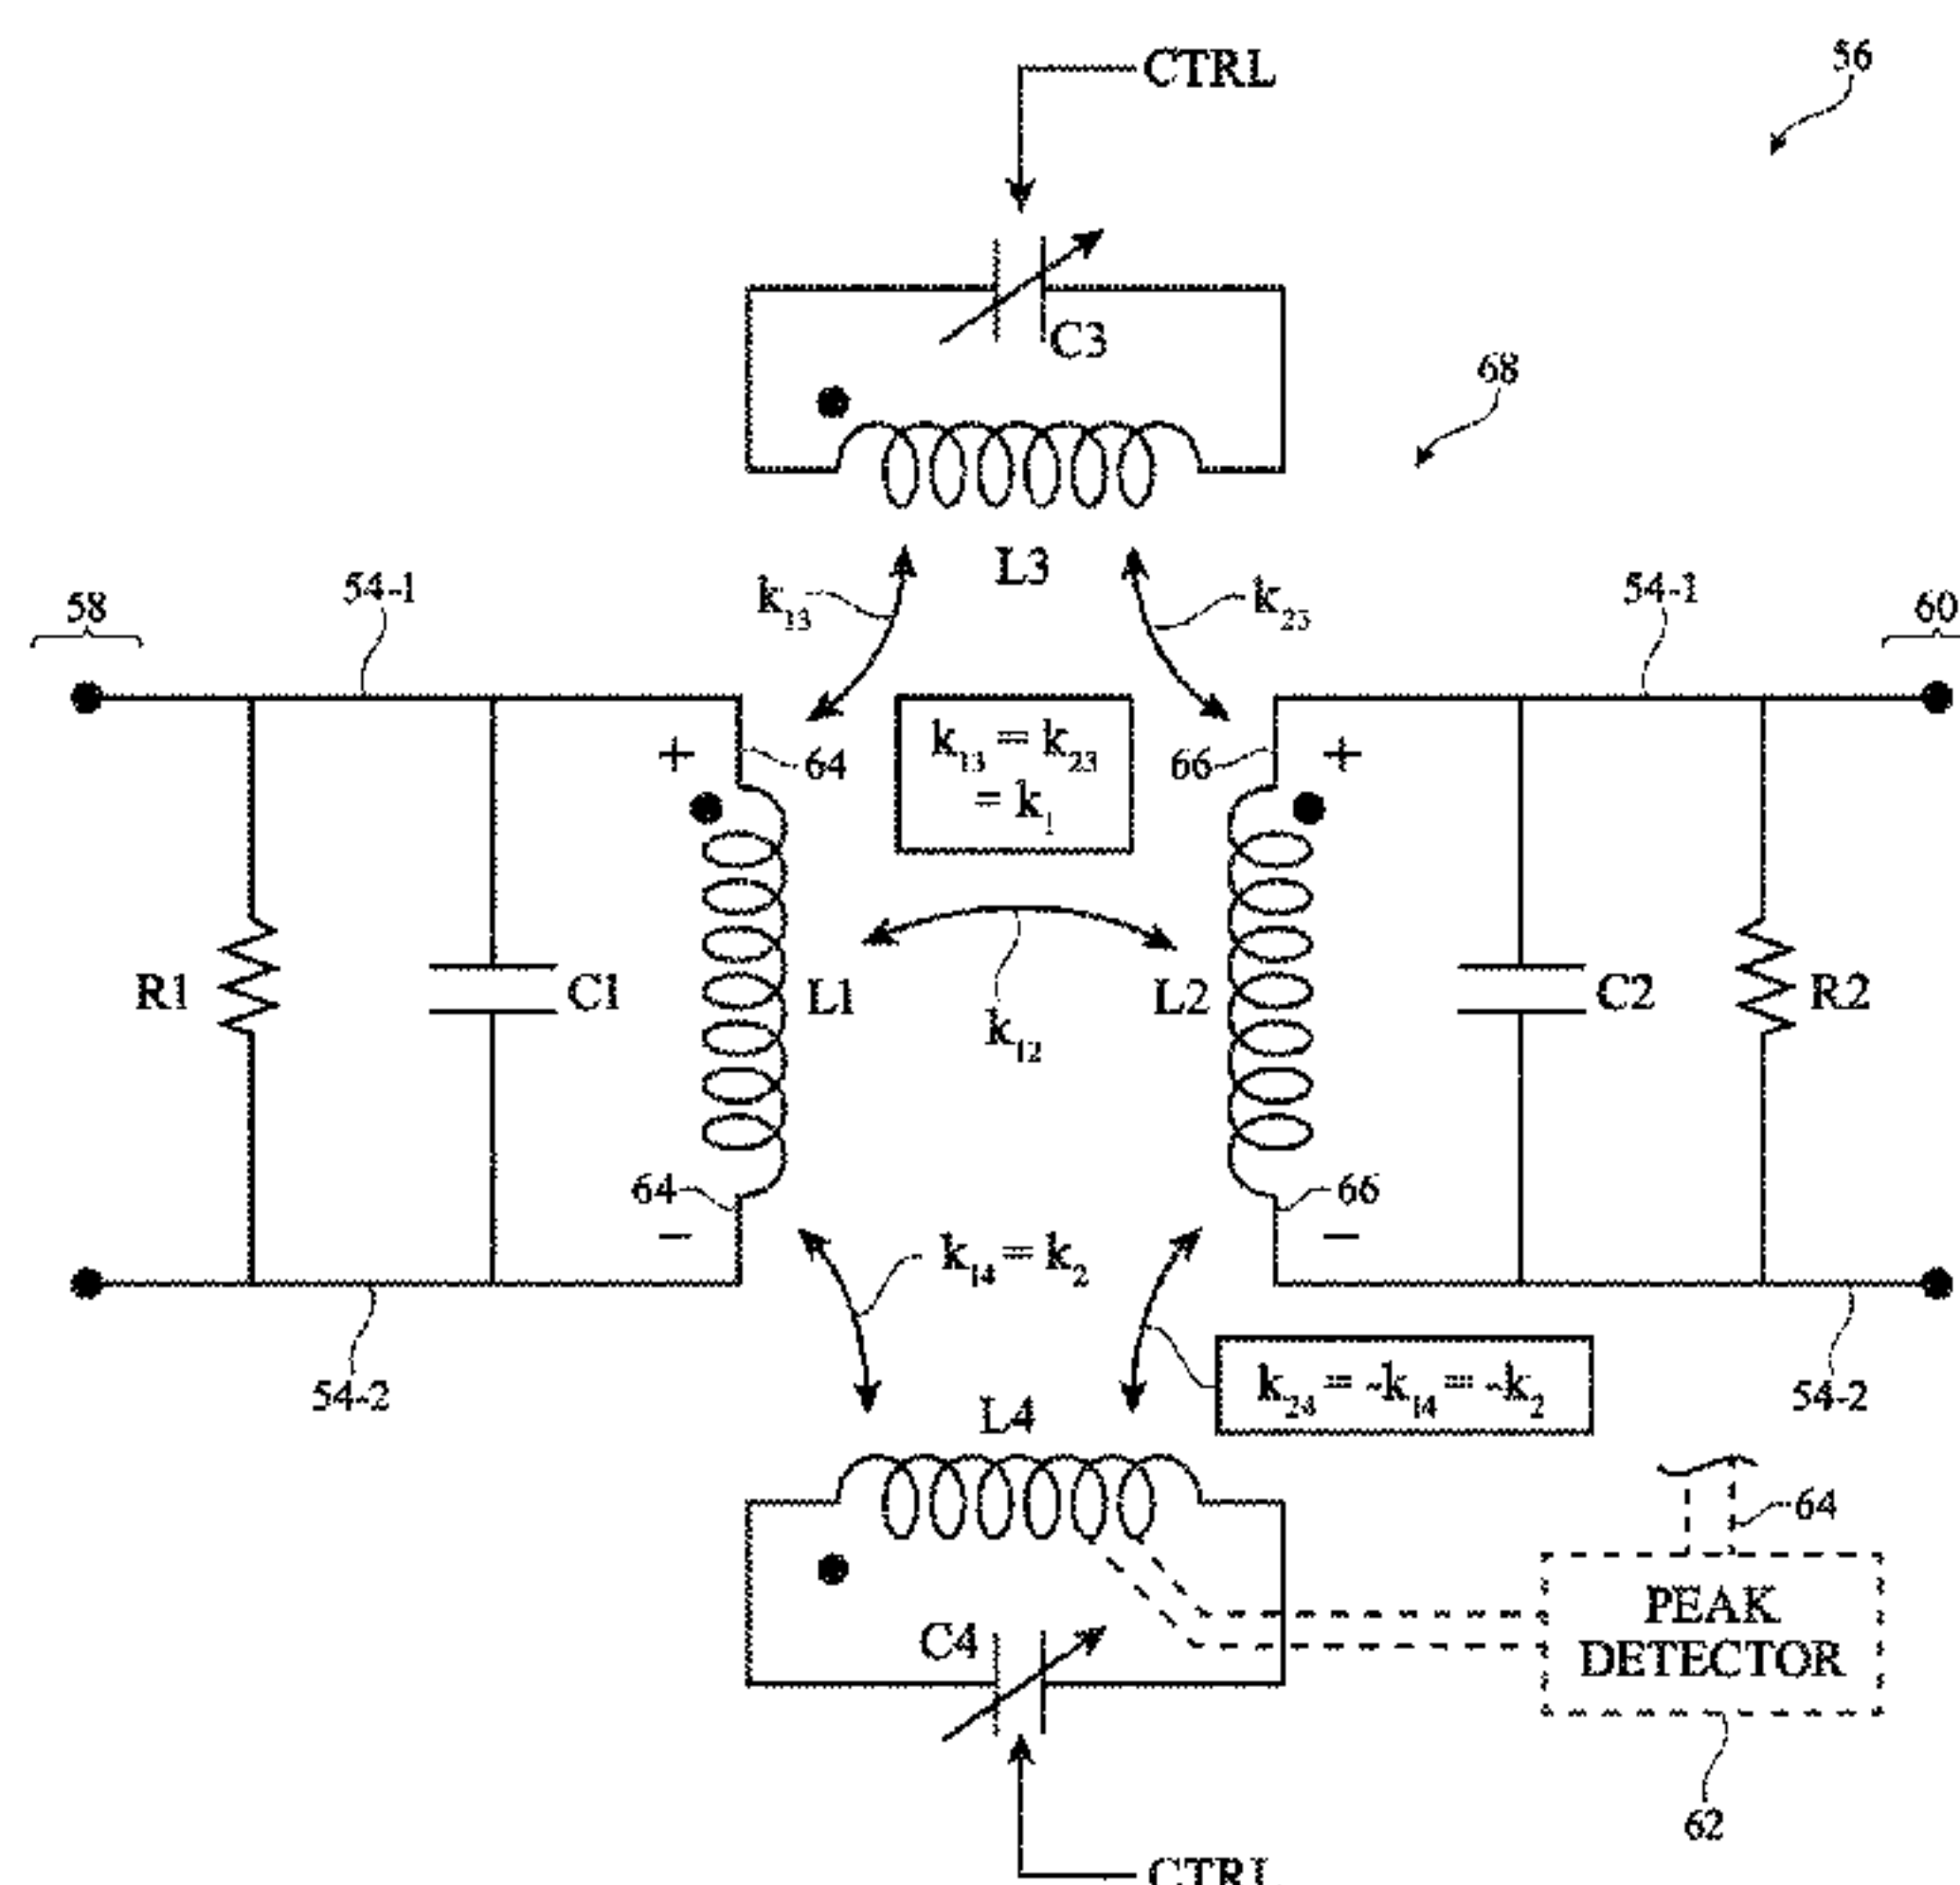 CTRL
56
C3
68
L3
k13
k23
58
54-1
54-1
60
+
64
k13 = k23
= k1
66
+
R1
C1
L1
k12
L2
C2
R2
64
−
66
−
k14 = k2
54-2
k24 = -k14 = -k2
54-2
L4
64
PEAK
DETECTOR
C4
62
CTRL